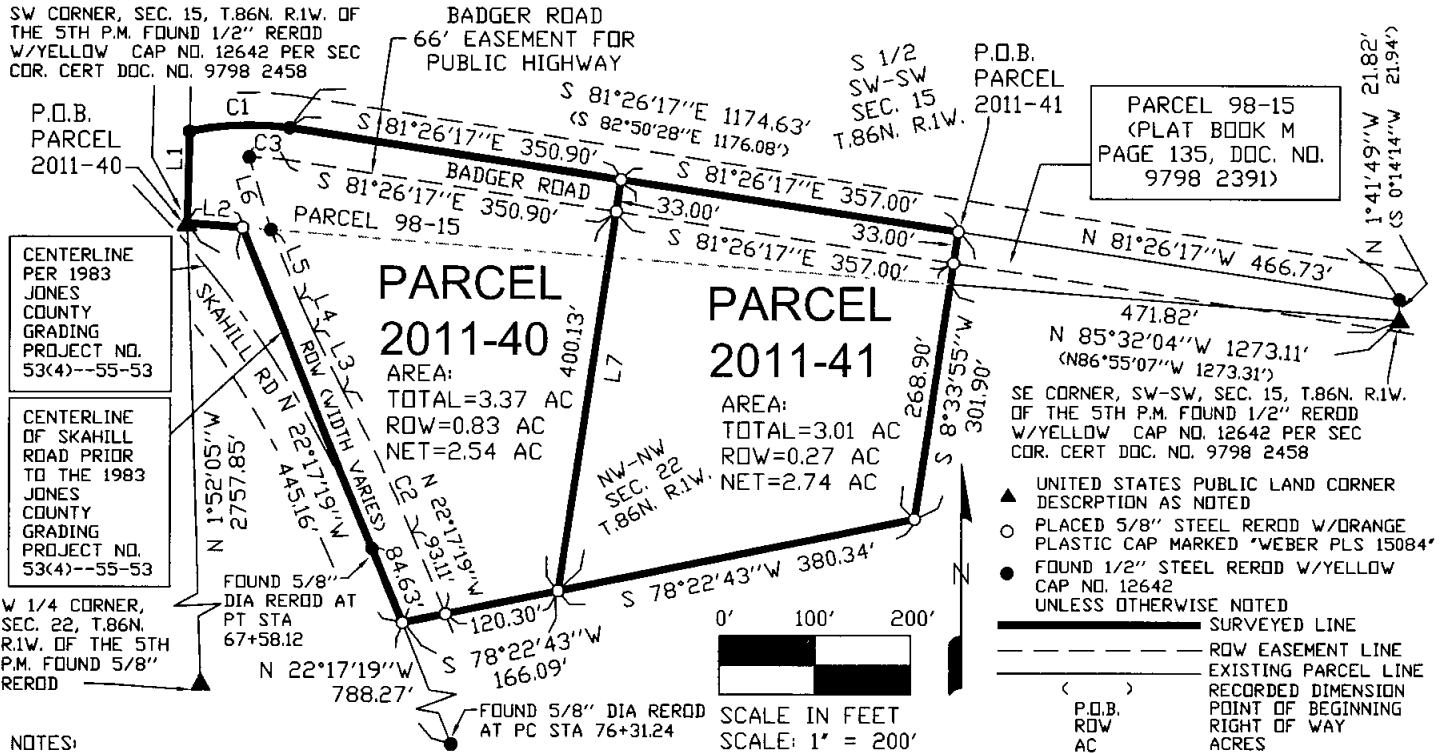 SW CORNER, SEC. 15, T.86N. R.1W. OF
THE 5TH P.M. FOUND 1/2" REROD
W/YELLOW CAP NO. 12642 PER SEC
COR. CERT DOC. NO. 9798 2458
BADGER ROAD
66' EASEMENT FOR
PUBLIC HIGHWAY
S 1/2
SW-SW
SEC. 15
T.86N. R.1W.
P.O.B.
PARCEL
2011-41
PARCEL 98-15
(PLAT BOOK M
PAGE 135, DOC. NO.
9798 2391)
N 1°41'49"W 21.82'
(S 0°14'14"W 21.94')
P.O.B.
PARCEL
2011-40
C1
L1
C3
L2
L6
S 81°26'17"E 1174.63'
(S 82°50'28"E 1176.08')
S 81°26'17"E 350.90'
S 81°26'17"E 357.00'
BADGER ROAD
S 81°26'17"E 350.90'
33.00'
33.00'
S 81°26'17"E 357.00'
PARCEL 98-15
N 81°26'17"W 466.73'
471.82'
N 85°32'04"W 1273.11'
(N86°55'07"W 1273.31')
CENTERLINE
PER 1983
JONES
COUNTY
GRADING
PROJECT NO.
53(4)--55-53
CENTERLINE
OF SKAHILL
ROAD PRIOR
TO THE 1983
JONES
COUNTY
GRADING
PROJECT NO.
53(4)--55-53
SKAHILL RD
N 22°17'19"W
445.16'
N 1°52'05"W
2757.85'
L5
L4
L3
ROW (WIDTH VARIES)
C2
N 22°17'19"W
93.11'
84.63'
PARCEL
2011-40
AREA:
TOTAL=3.37 AC
ROW=0.83 AC
NET=2.54 AC
400.13'
L7
PARCEL
2011-41
AREA:
TOTAL=3.01 AC
ROW=0.27 AC
NET=2.74 AC
NW-NW
SEC. 22
T.86N. R.1W.
268.90'
S 8°33'55"W
301.90'
SE CORNER, SW-SW, SEC. 15, T.86N. R.1W.
OF THE 5TH P.M. FOUND 1/2" REROD
W/YELLOW CAP NO. 12642 PER SEC
COR. CERT DOC. NO. 9798 2458
UNITED STATES PUBLIC LAND CORNER
DESCRPTION AS NOTED
PLACED 5/8" STEEL REROD W/ORANGE
PLASTIC CAP MARKED "WEBER PLS 15084"
FOUND 1/2" STEEL REROD W/YELLOW
CAP NO. 12642
UNLESS OTHERWISE NOTED
SURVEYED LINE
ROW EASEMENT LINE
EXISTING PARCEL LINE
( ) RECORDED DIMENSION
P.O.B. POINT OF BEGINNING
ROW RIGHT OF WAY
AC ACRES
W 1/4 CORNER,
SEC. 22, T.86N.
R.1W. OF THE 5TH
P.M. FOUND 5/8"
REROD
FOUND 5/8"
DIA REROD AT
PT STA
67+58.12
N 22°17'19"W
788.27'
120.30'
S 78°22'43"W
166.09'
S 78°22'43"W 380.34'
FOUND 5/8" DIA REROD
AT PC STA 76+31.24
0' 100' 200'
SCALE IN FEET
SCALE: 1" = 200'
N
NOTES: